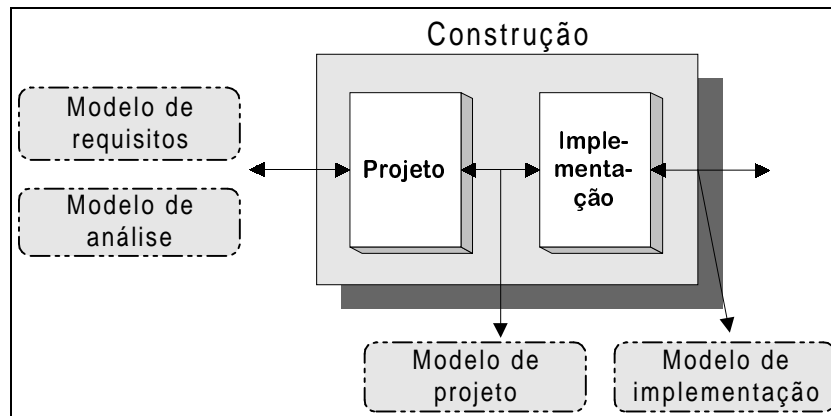 Construção
Modelo de
requisitos
Modelo de
análise
Projeto
Imple-
menta-
ção
Modelo de
projeto
Modelo de
implementação